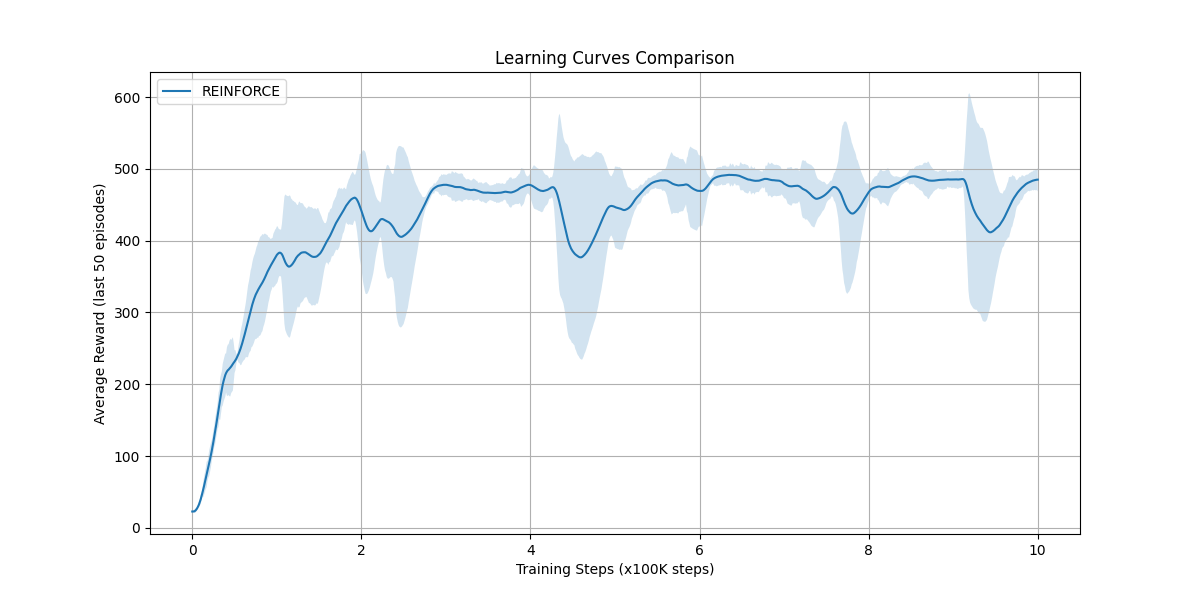 Learning Curves Comparison
REINFORCE
600
500
400
300
200
100
0
Average Reward (last 50 episodes)
0 2 4 6 8 10
Training Steps (x100K steps)